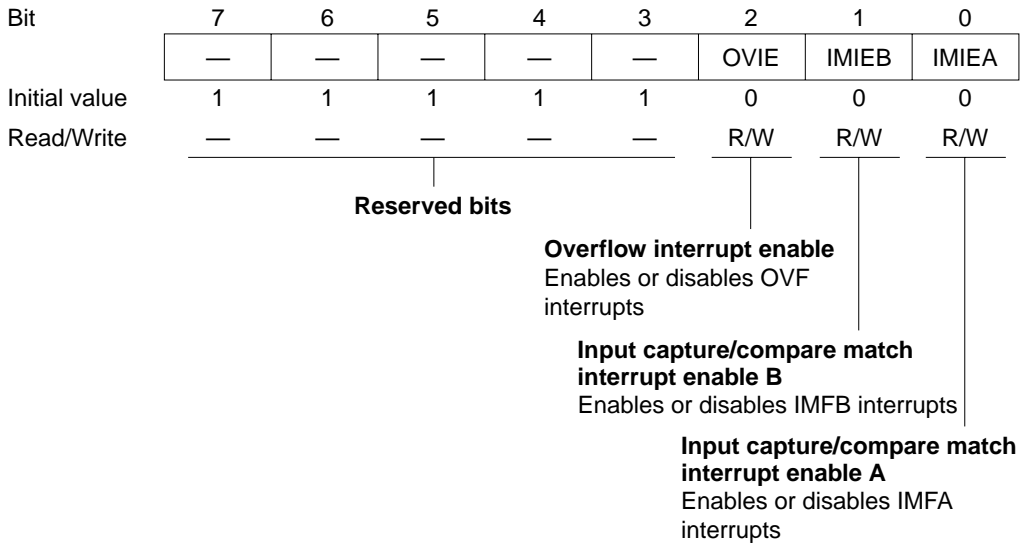 Bit 7 6 5 4 3 2 1 0
— — — — — OVIE IMIEB IMIEA
Initial value 1 1 1 1 1 0 0 0
Read/Write — — — — — R/W R/W R/W
Reserved bits
Overflow interrupt enable
Enables or disables OVF
interrupts
Input capture/compare match
interrupt enable B
Enables or disables IMFB interrupts
Input capture/compare match
interrupt enable A
Enables or disables IMFA
interrupts